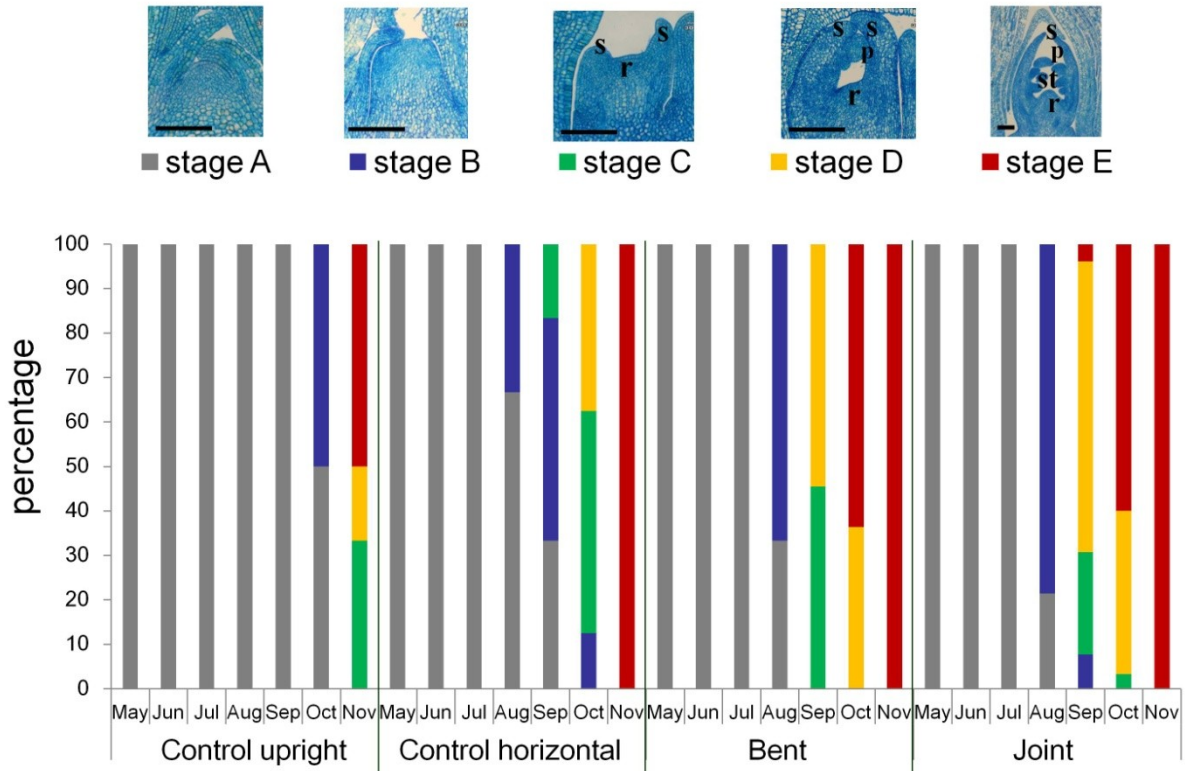 s s s s s
r p p
r st
r
stage A stage B stage C stage D stage E
percentage
100
90
80
70
60
50
40
30
20
10
0
May Jun Jul Aug Sep Oct Nov May Jun Jul Aug Sep Oct Nov May Jun Jul Aug Sep Oct Nov May Jun Jul Aug Sep Oct Nov
Control upright Control horizontal Bent Joint